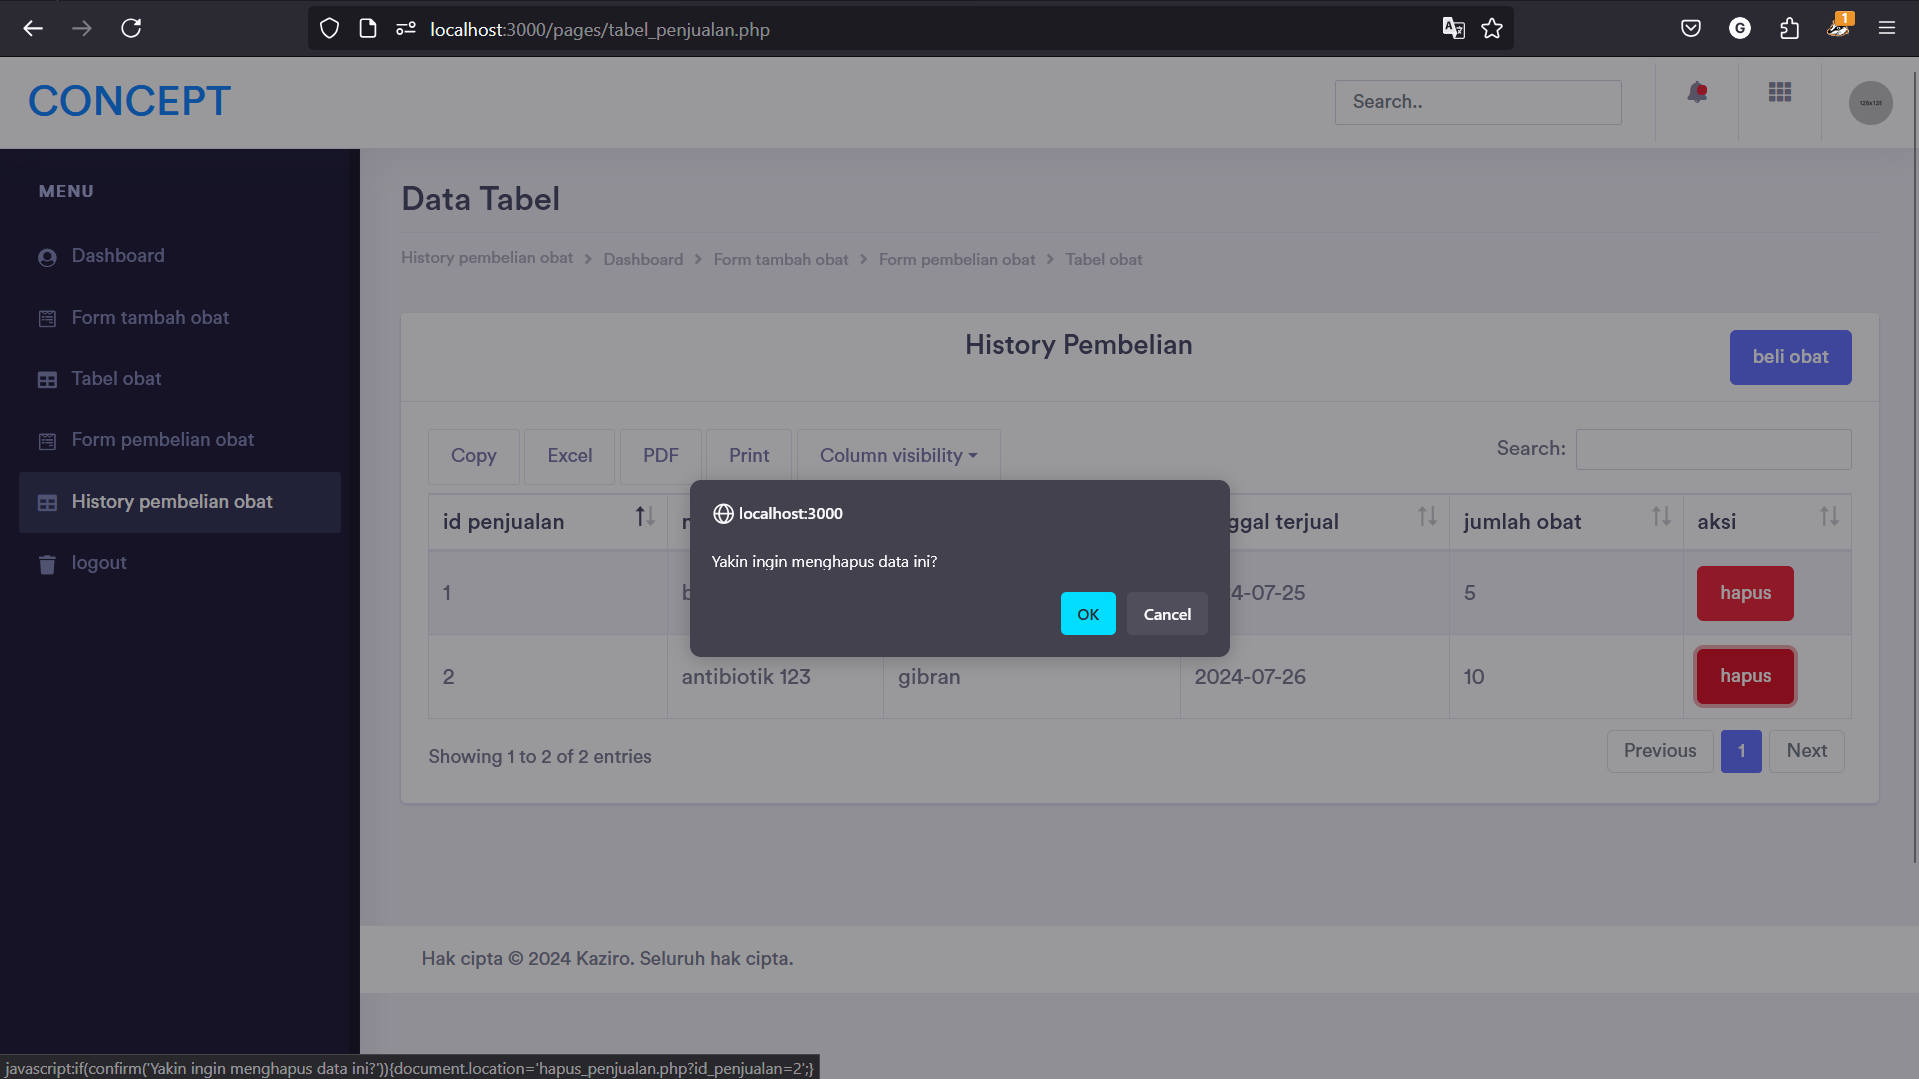 localhost:3000/pages/tabel_penjualan.php
G
1
CONCEPT
Search..
128x128
MENU
Dashboard
Form tambah obat
Tabel obat
Form pembelian obat
History pembelian obat
logout
Data Tabel
History pembelian obat Dashboard Form tambah obat Form pembelian obat Tabel obat
History Pembelian
beli obat
Copy Excel PDF Print Column visibility
Search:
id penjualan ggal terjual jumlah obat aksi
1 4-07-25 5 hapus
2 antibiotik 123 gibran 2024-07-26 10 hapus
Showing 1 to 2 of 2 entries
Previous 1 Next
localhost:3000
Yakin ingin menghapus data ini?
OK Cancel
Hak cipta © 2024 Kaziro. Seluruh hak cipta.
javascript:if(confirm('Yakin ingin menghapus data ini?')){document.location='hapus_penjualan.php?id_penjualan=2';}